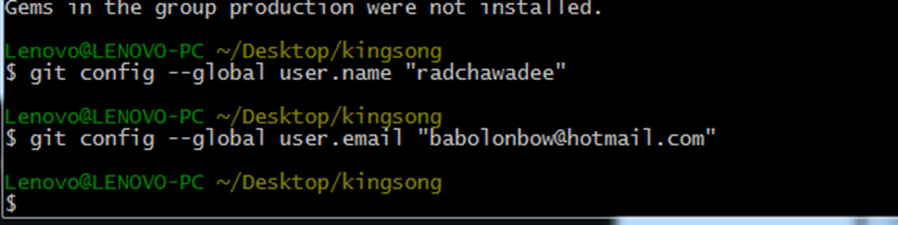 Gems in the group production were not installed.
Lenovo@LENOVO-PC ~/Desktop/kingsong
$ git config --global user.name "radchawadee"
Lenovo@LENOVO-PC ~/Desktop/kingsong
$ git config --global user.email "babolonbow@hotmail.com"
Lenovo@LENOVO-PC ~/Desktop/kingsong
$